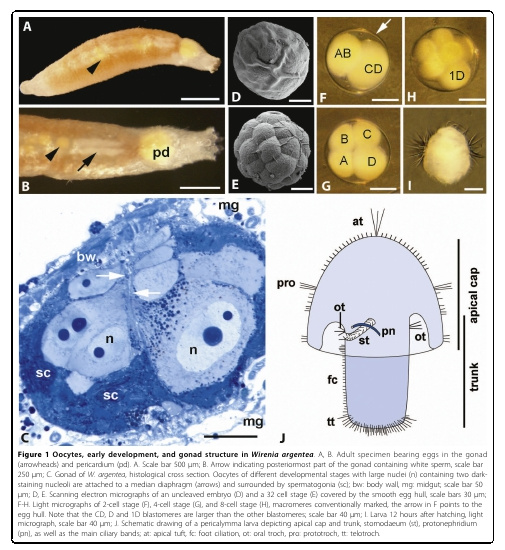 A
B
pd
D
E
AB
CD
F
1D
H
B
C
A
D
G
I
mg
bw
n
n
sc
sc
C
mg
at
pro
ot
pn
st
ot
fc
tt
apical cap
trunk
J
Figure 1 Oocytes, early development, and gonad structure in Wirenia argentea. A, B. Adult specimen bearing eggs in the gonad
(arrowheads) and pericardium (pd). A. Scale bar 500 μm; B. Arrow indicating posteriormost part of the gonad containing white sperm, scale bar
250 μm; C. Gonad of W. argentea, histological cross section. Oocytes of different developmental stages with large nuclei (n) containing two dark-
staining nucleoli are attached to a median diaphragm (arrows) and surrounded by spermatogonia (sc); bw: body wall, mg: midgut; scale bar 50
μm; D, E. Scanning electron micrographs of an uncleaved embryo (D) and a 32 cell stage (E) covered by the smooth egg hull, scale bars 30 μm;
F-H. Light micrographs of 2-cell stage (F), 4-cell stage (G), and 8-cell stage (H), macromeres conventionally marked, the arrow in F points to the
egg hull. Note that the CD, D and 1D blastomeres are larger than the other blastomeres; scale bar 40 μm; I. Larva 12 hours after hatching, light
micrograph, scale bar 40 μm; J. Schematic drawing of a pericalymma larva depicting apical cap and trunk, stomodaeum (st), protonephridium
(pn), as well as the main ciliary bands; at: apical tuft, fc: foot ciliation, ot: oral tuft, pro: prototroch, tt: telotroch.